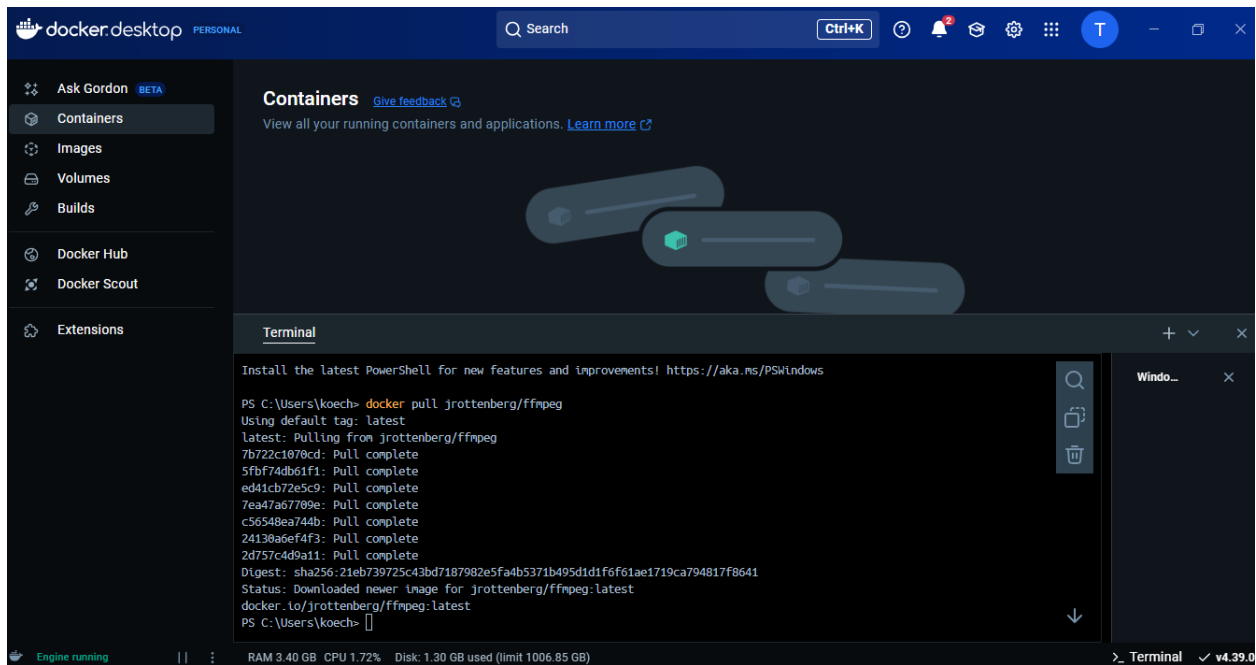 docker.desktop PERSONAL
Search
Ctrl+K
2
T
Ask Gordon BETA
Containers
Images
Volumes
Builds
Docker Hub
Docker Scout
Extensions
Containers Give feedback
View all your running containers and applications. Learn more
Terminal
Install the latest PowerShell for new features and improvements! https://aka.ms/PSWindows
PS C:\Users\koech> docker pull jrottenberg/ffmpeg
Using default tag: latest
latest: Pulling from jrottenberg/ffmpeg
7b722c1070cd: Pull complete
5fbf74db61f1: Pull complete
ed41cb72e5c9: Pull complete
7ea47a67709e: Pull complete
c56548ea744b: Pull complete
24130a6ef4f3: Pull complete
2d757c4d9a11: Pull complete
Digest: sha256:21eb739725c43bd7187982e5fa4b5371b495d1d1f6f61ae1719ca794817f8641
Status: Downloaded newer image for jrottenberg/ffmpeg:latest
docker.io/jrottenberg/ffmpeg:latest
PS C:\Users\koech>
Windo...
Engine running
RAM 3.40 GB CPU 1.72% Disk: 1.30 GB used (limit 1006.85 GB)
>_ Terminal
v4.39.0